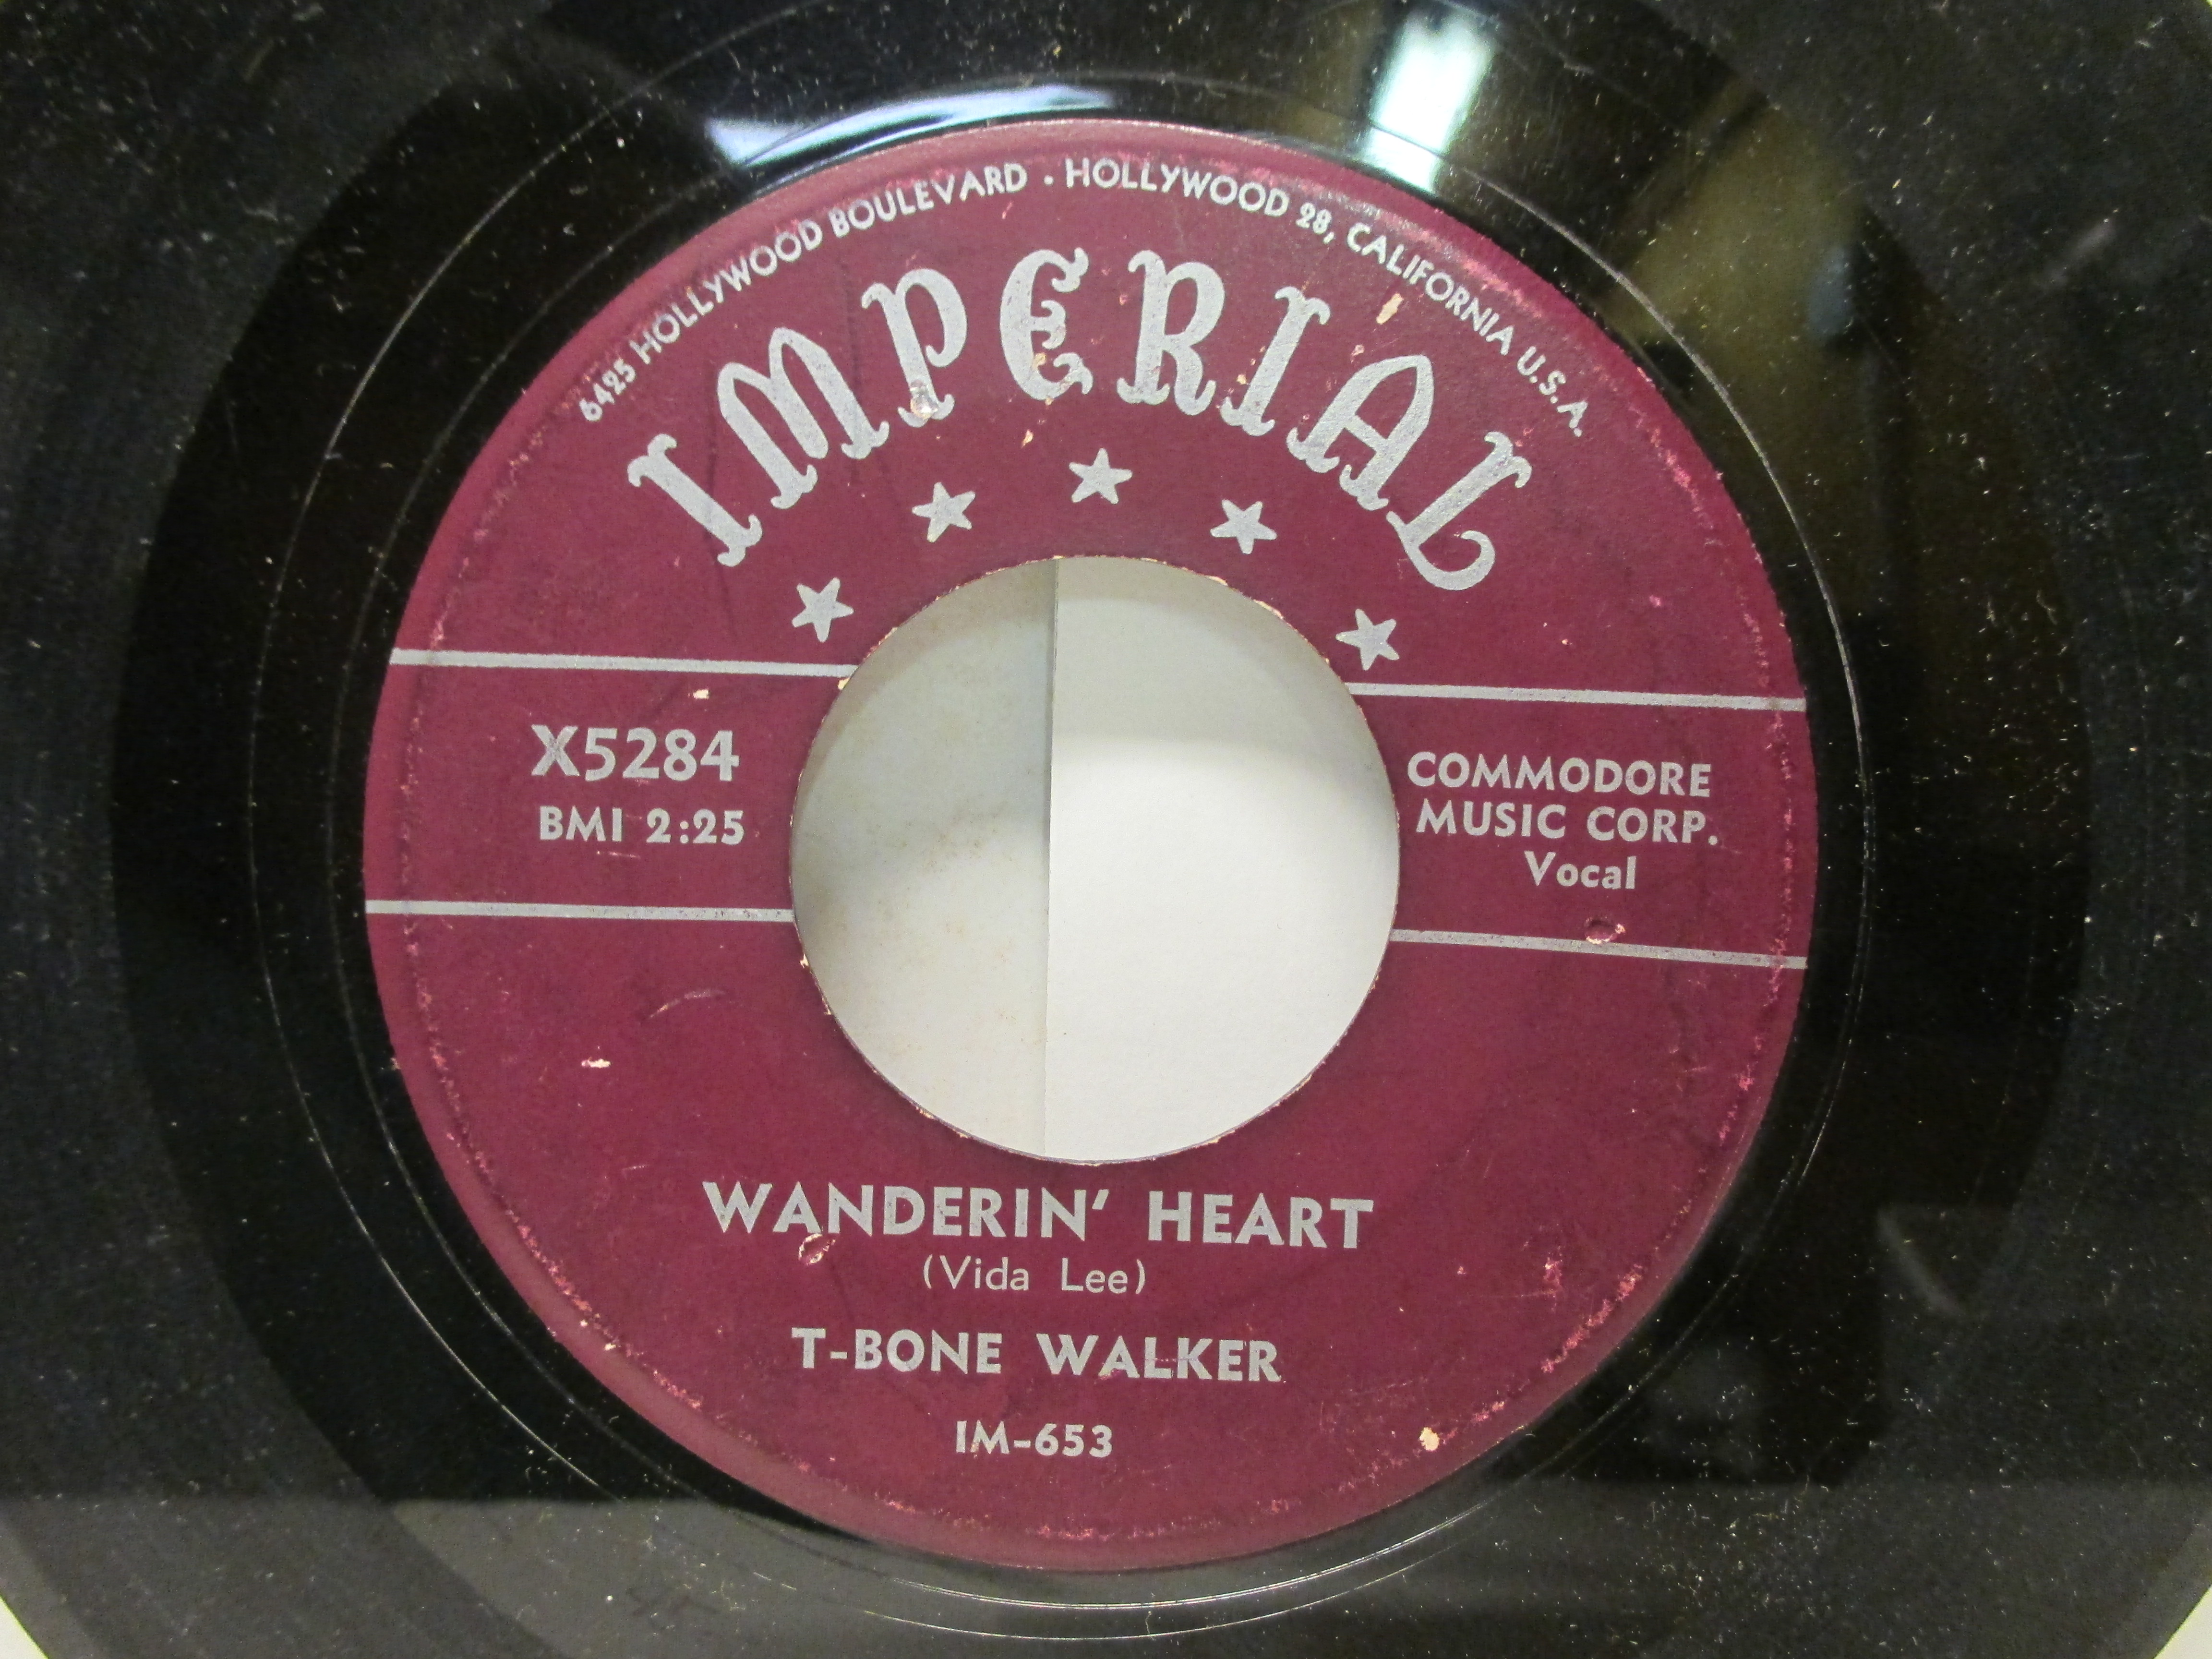 6425 HOLLYWOOD BOULEVARD . HOLLYWOOD 28, CALIFORNIA U.S.A.
IMPERIAL
X5284
BMI 2:25
COMMODORE
MUSIC CORP.
Vocal
WANDERIN' HEART
(Vida Lee)
T-BONE WALKER
IM-653